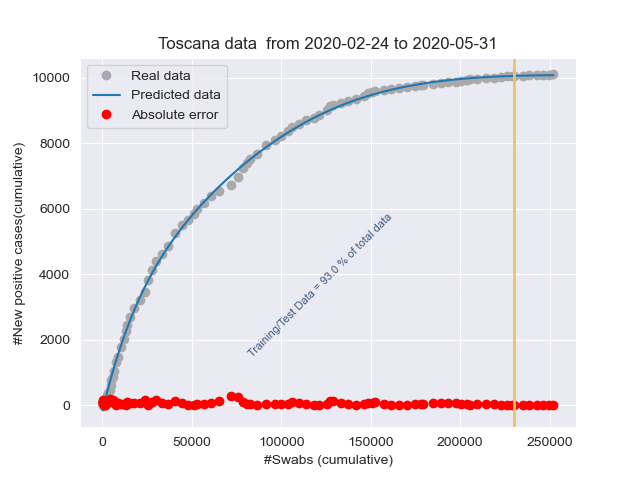 Toscana data  from 2020-02-24 to 2020-05-31
Real data
Predicted data
Absolute error
#New positive cases(cumulative)
10000
8000
6000
4000
2000
0
Training/Test Data = 93.0 % of total data
0
50000
100000
150000
200000
250000
#Swabs (cumulative)